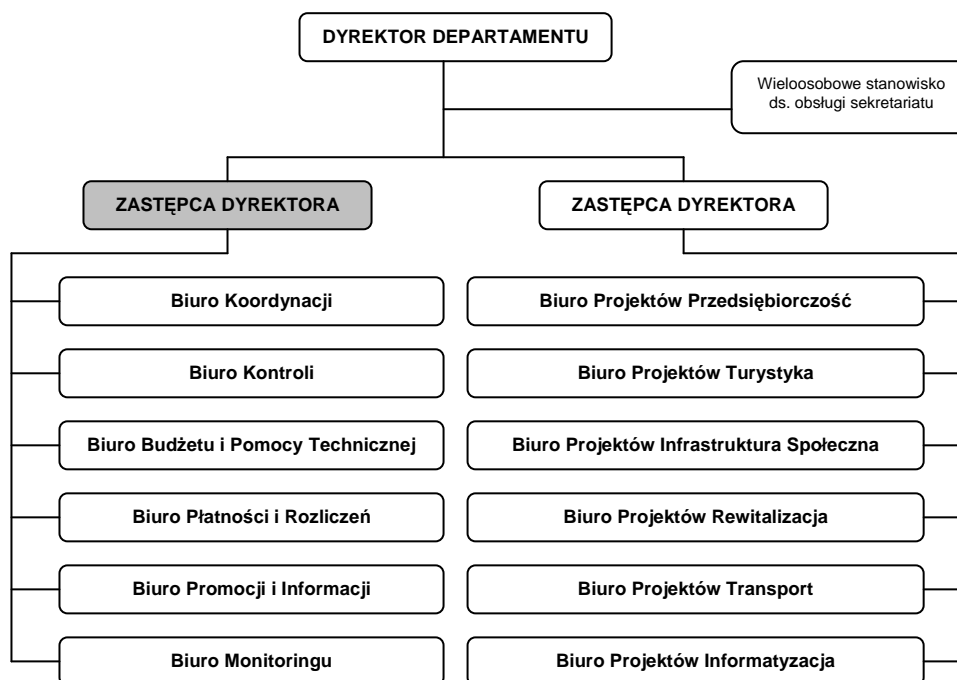 DYREKTOR DEPARTAMENTU
Wieloosobowe stanowisko
ds. obsługi sekretariatu
ZASTĘPCA DYREKTORA
ZASTĘPCA DYREKTORA
Biuro Koordynacji
Biuro Projektów Przedsiębiorczość
Biuro Kontroli
Biuro Projektów Turystyka
Biuro Budżetu i Pomocy Technicznej
Biuro Projektów Infrastruktura Społeczna
Biuro Płatności i Rozliczeń
Biuro Projektów Rewitalizacja
Biuro Promocji i Informacji
Biuro Projektów Transport
Biuro Monitoringu
Biuro Projektów Informatyzacja